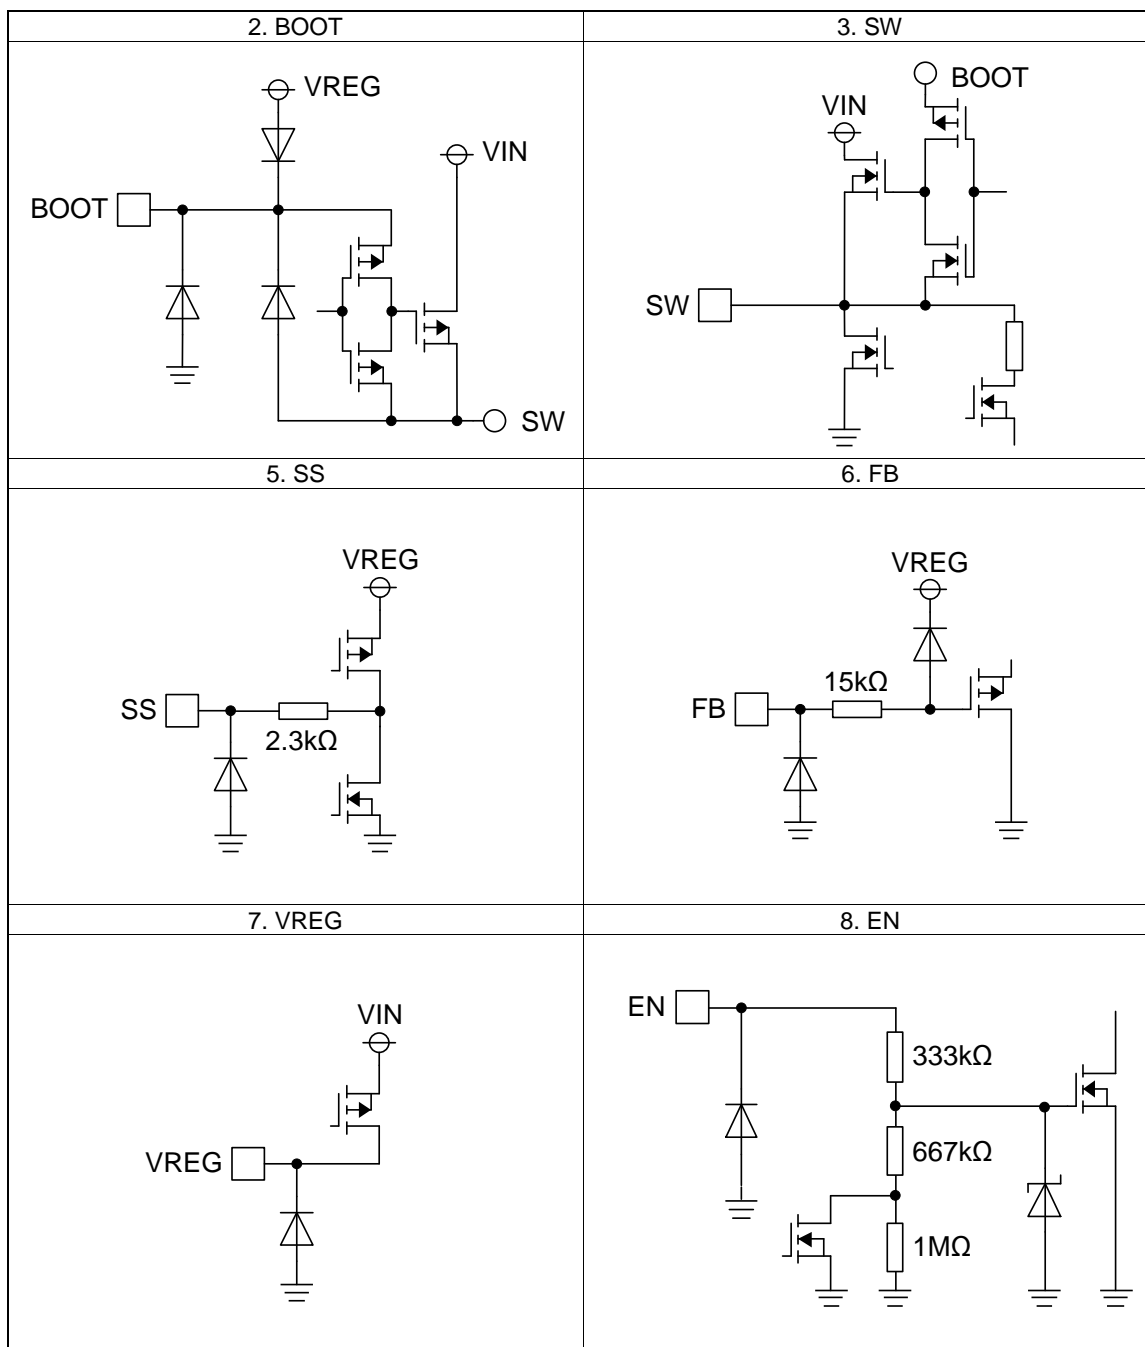 2. BOOT
3. SW
VREG
VIN
BOOT
SW
BOOT
VIN
SW
5. SS
6. FB
VREG
SS
2.3kΩ
VREG
15kΩ
FB
7. VREG
8. EN
VIN
VREG
EN
333kΩ
667kΩ
1MΩ